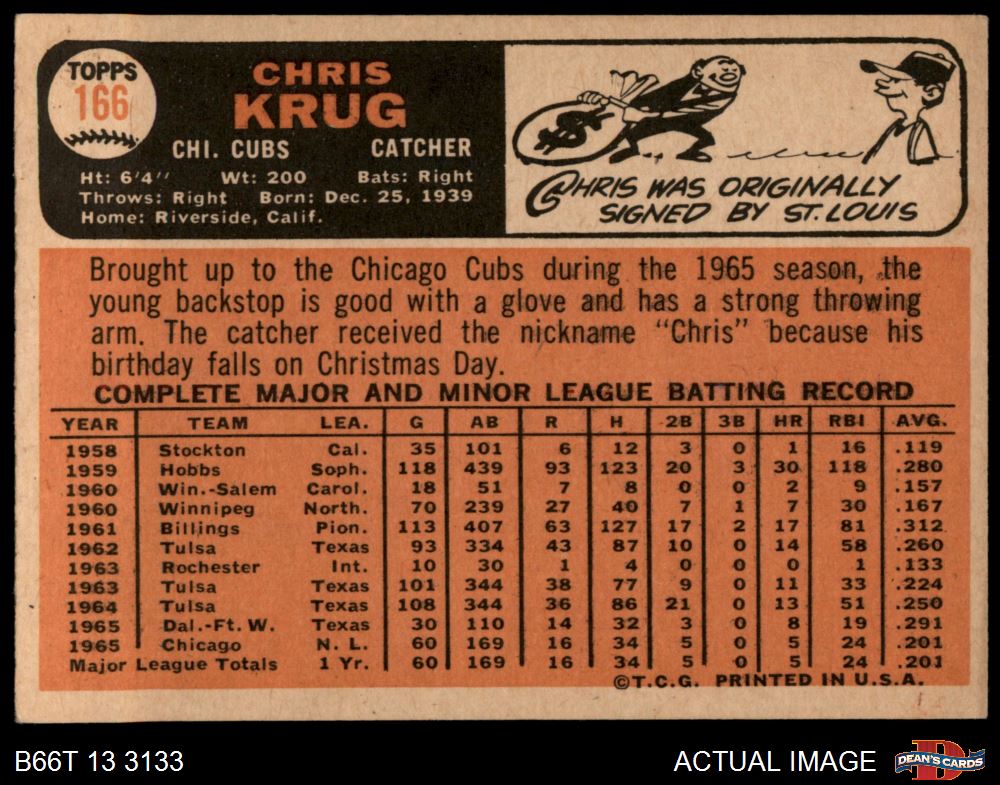 TOPPS
166
CHRIS
KRUG
CHI. CUBS CATCHER
Ht: 6'4" Wt: 200 Bats: Right
Throws: Right Born: Dec. 25, 1939
Home: Riverside, Calif.
$
CHRIS WAS ORIGINALLY
SIGNED BY ST. LOUIS
Brought up to the Chicago Cubs during the 1965 season, the
young backstop is good with a glove and has a strong throwing
arm. The catcher received the nickname "Chris" because his
birthday falls on Christmas Day.
COMPLETE MAJOR AND MINOR LEAGUE BATTING RECORD
YEAR TEAM LEA. G AB R H 2B 3B HR RBI AVG.
1958 Stockton Cal. 35 101 6 12 3 0 1 16 .119
1959 Hobbs Soph. 118 439 93 123 20 3 30 118 .280
1960 Win.-Salem Carol. 18 51 7 8 0 0 2 9 .157
1960 Winnipeg North. 70 239 27 40 7 1 7 30 .167
1961 Billings Pion. 113 407 63 127 17 2 17 81 .312
1962 Tulsa Texas 93 334 43 87 10 0 14 58 .260
1963 Rochester Int. 10 30 1 4 0 0 0 1 .133
1963 Tulsa Texas 101 344 38 77 9 0 11 33 .224
1964 Tulsa Texas 108 344 36 86 21 0 13 51 .250
1965 Dal.-Ft. W. Texas 30 110 14 32 3 0 8 19 .291
1965 Chicago N. L. 60 169 16 34 5 0 5 24 .201
Major League Totals 1 Yr. 60 169 16 34 5 0 5 24 .201
©T.C.G. PRINTED IN U.S.A.
B66T 13 3133 ACTUAL IMAGE
D
DEAN'S CARDS